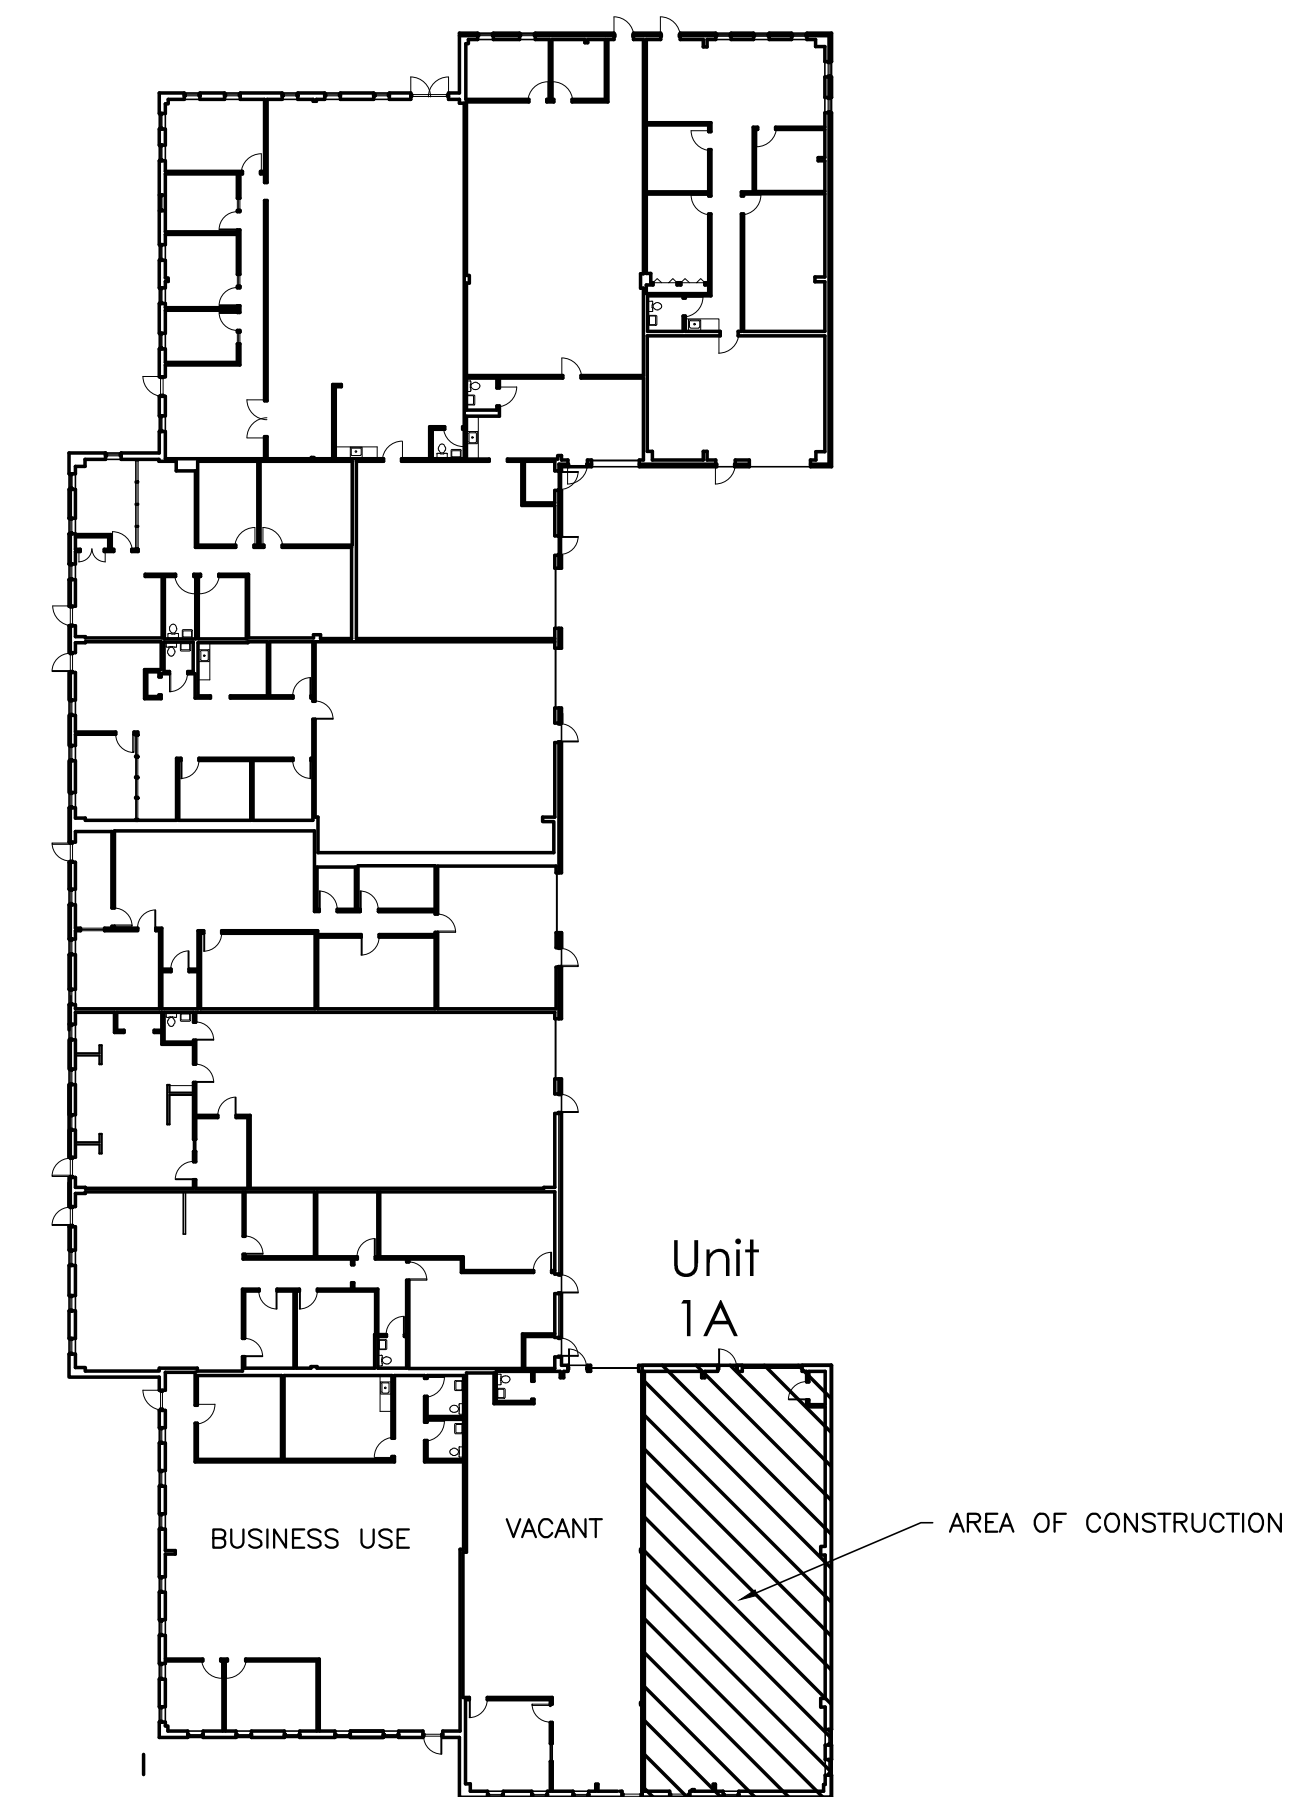 Unit
1A
AREA OF CONSTRUCTION
VACANT
BUSINESS USE